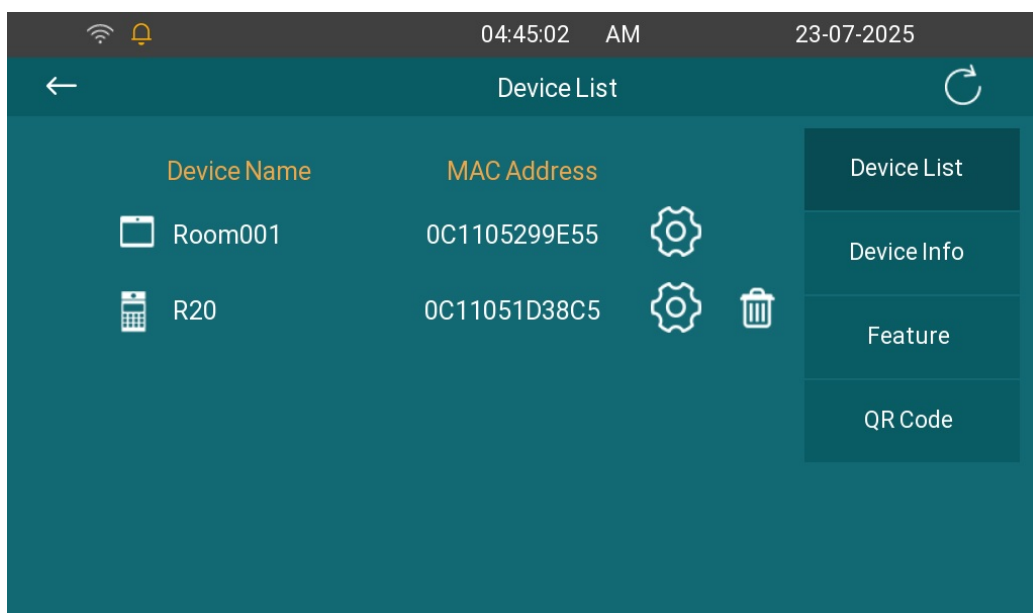 04:45:02 AM 23-07-2025
Device List
Device Name MAC Address
Room001 0C1105299E55
R20 0C11051D38C5
Device List
Device Info
Feature
QR Code